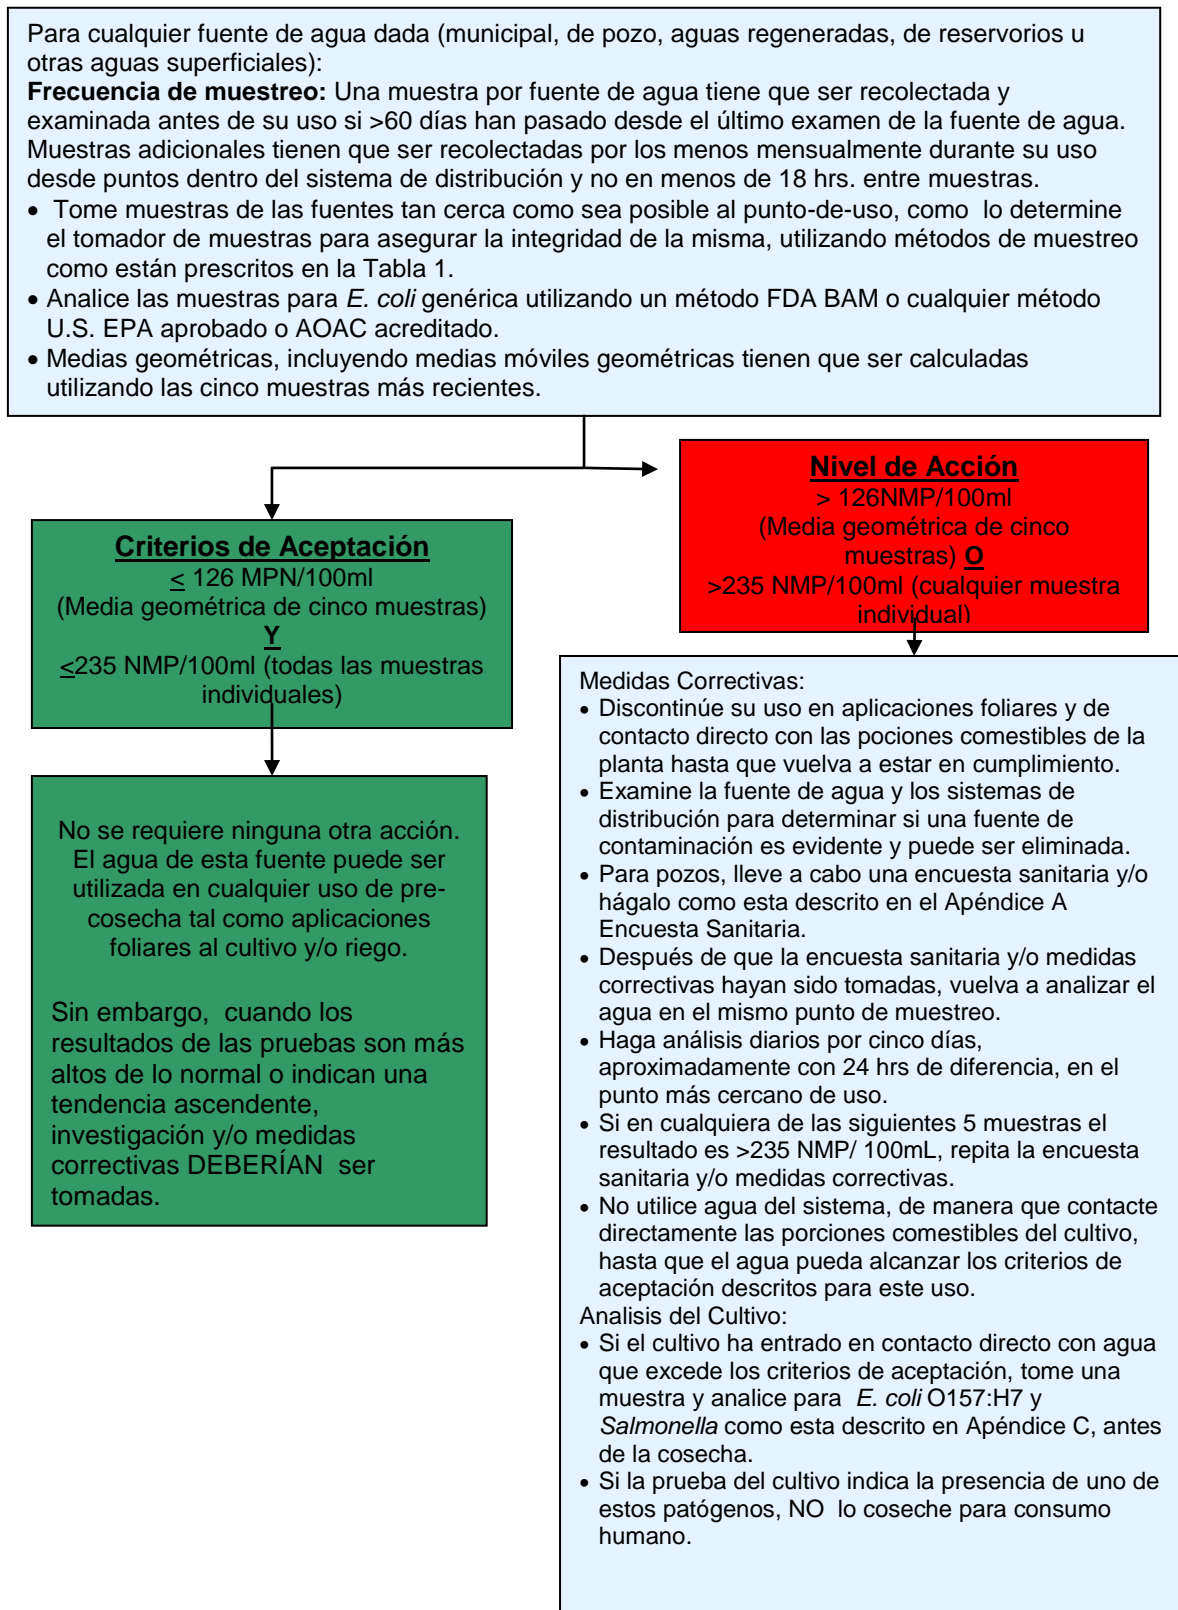 Para cualquier fuente de agua dada (municipal, de pozo, aguas regeneradas, de reservorios u
otras aguas superficiales):
Frecuencia de muestreo: Una muestra por fuente de agua tiene que ser recolectada y
examinada antes de su uso si >60 días han pasado desde el último examen de la fuente de agua.
Muestras adicionales tienen que ser recolectadas por los menos mensualmente durante su uso
desde puntos dentro del sistema de distribución y no en menos de 18 hrs. entre muestras.
• Tome muestras de las fuentes tan cerca como sea posible al punto-de-uso, como lo determine
el tomador de muestras para asegurar la integridad de la misma, utilizando métodos de muestreo
como están prescritos en la Tabla 1.
• Analice las muestras para E. coli genérica utilizando un método FDA BAM o cualquier método
U.S. EPA aprobado o AOAC acreditado.
• Medias geométricas, incluyendo medias móviles geométricas tienen que ser calculadas
utilizando las cinco muestras más recientes.
Criterios de Aceptación
≤ 126 MPN/100ml
(Media geométrica de cinco muestras)
Y
≤235 NMP/100ml (todas las muestras
individuales)
No se requiere ninguna otra acción.
El agua de esta fuente puede ser
utilizada en cualquier uso de pre-
cosecha tal como aplicaciones
foliares al cultivo y/o riego.
Sin embargo, cuando los
resultados de las pruebas son más
altos de lo normal o indican una
tendencia ascendente,
investigación y/o medidas
correctivas DEBERÍAN ser
tomadas.
Nivel de Acción
> 126NMP/100ml
(Media geométrica de cinco
muestras) O
>235 NMP/100ml (cualquier muestra
individual)
Medidas Correctivas:
• Discontinúe su uso en aplicaciones foliares y de
contacto directo con las pociones comestibles de la
planta hasta que vuelva a estar en cumplimiento.
• Examine la fuente de agua y los sistemas de
distribución para determinar si una fuente de
contaminación es evidente y puede ser eliminada.
• Para pozos, lleve a cabo una encuesta sanitaria y/o
hágalo como esta descrito en el Apéndice A
Encuesta Sanitaria.
• Después de que la encuesta sanitaria y/o medidas
correctivas hayan sido tomadas, vuelva a analizar el
agua en el mismo punto de muestreo.
• Haga análisis diarios por cinco días,
aproximadamente con 24 hrs de diferencia, en el
punto más cercano de uso.
• Si en cualquiera de las siguientes 5 muestras el
resultado es >235 NMP/ 100mL, repita la encuesta
sanitaria y/o medidas correctivas.
• No utilice agua del sistema, de manera que contacte
directamente las porciones comestibles del cultivo,
hasta que el agua pueda alcanzar los criterios de
aceptación descritos para este uso.
Analisis del Cultivo:
• Si el cultivo ha entrado en contacto directo con agua
que excede los criterios de aceptación, tome una
muestra y analice para E. coli O157:H7 y
Salmonella como esta descrito en Apéndice C, antes
de la cosecha.
• Si la prueba del cultivo indica la presencia de uno de
estos patógenos, NO lo coseche para consumo
humano.